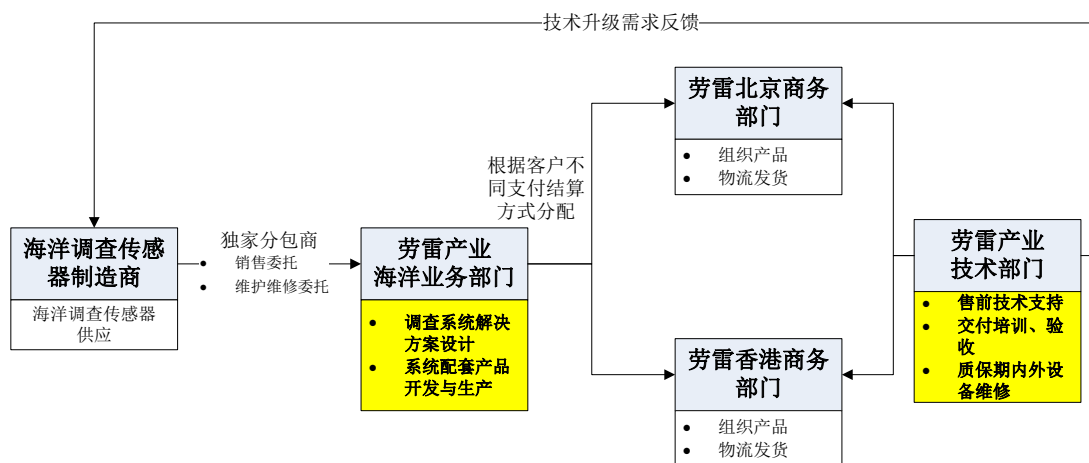 技术升级需求反馈
劳雷北京商务
部门
• 组织产品
• 物流发货
根据客户不
同支付结算
方式分配
海洋调查传感
器制造商
海洋调查传感器
供应
独家分包商
• 销售委托
• 维护维修委托
劳雷产业
海洋业务部门
• 调查系统解决
方案设计
• 系统配套产品
开发与生产
劳雷产业
技术部门
• 售前技术支持
• 交付培训、验
收
• 质保期内外设
备维修
劳雷香港商务
部门
• 组织产品
• 物流发货